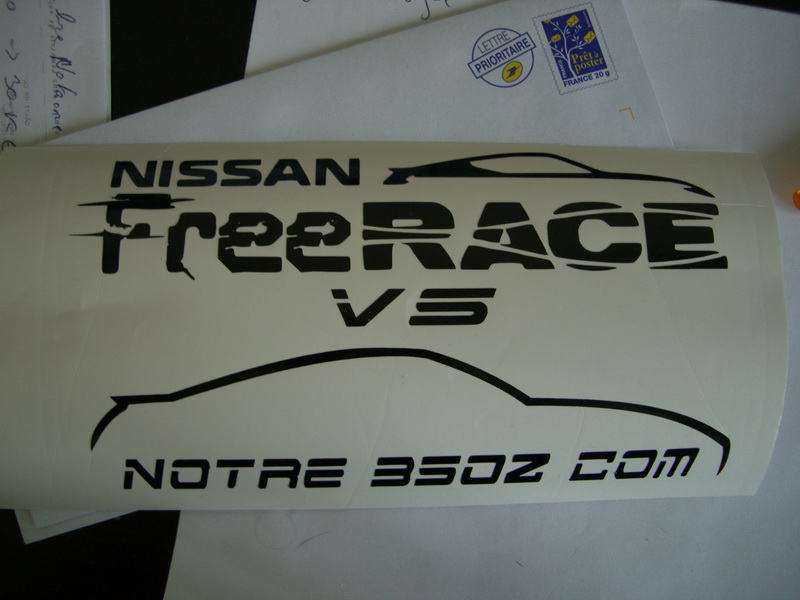 LETTRE
PRIORITAIRE
Prêt à
poster
FRANCE 20 g
NISSAN
FreeRACE
V5
NOTRE 350Z COM